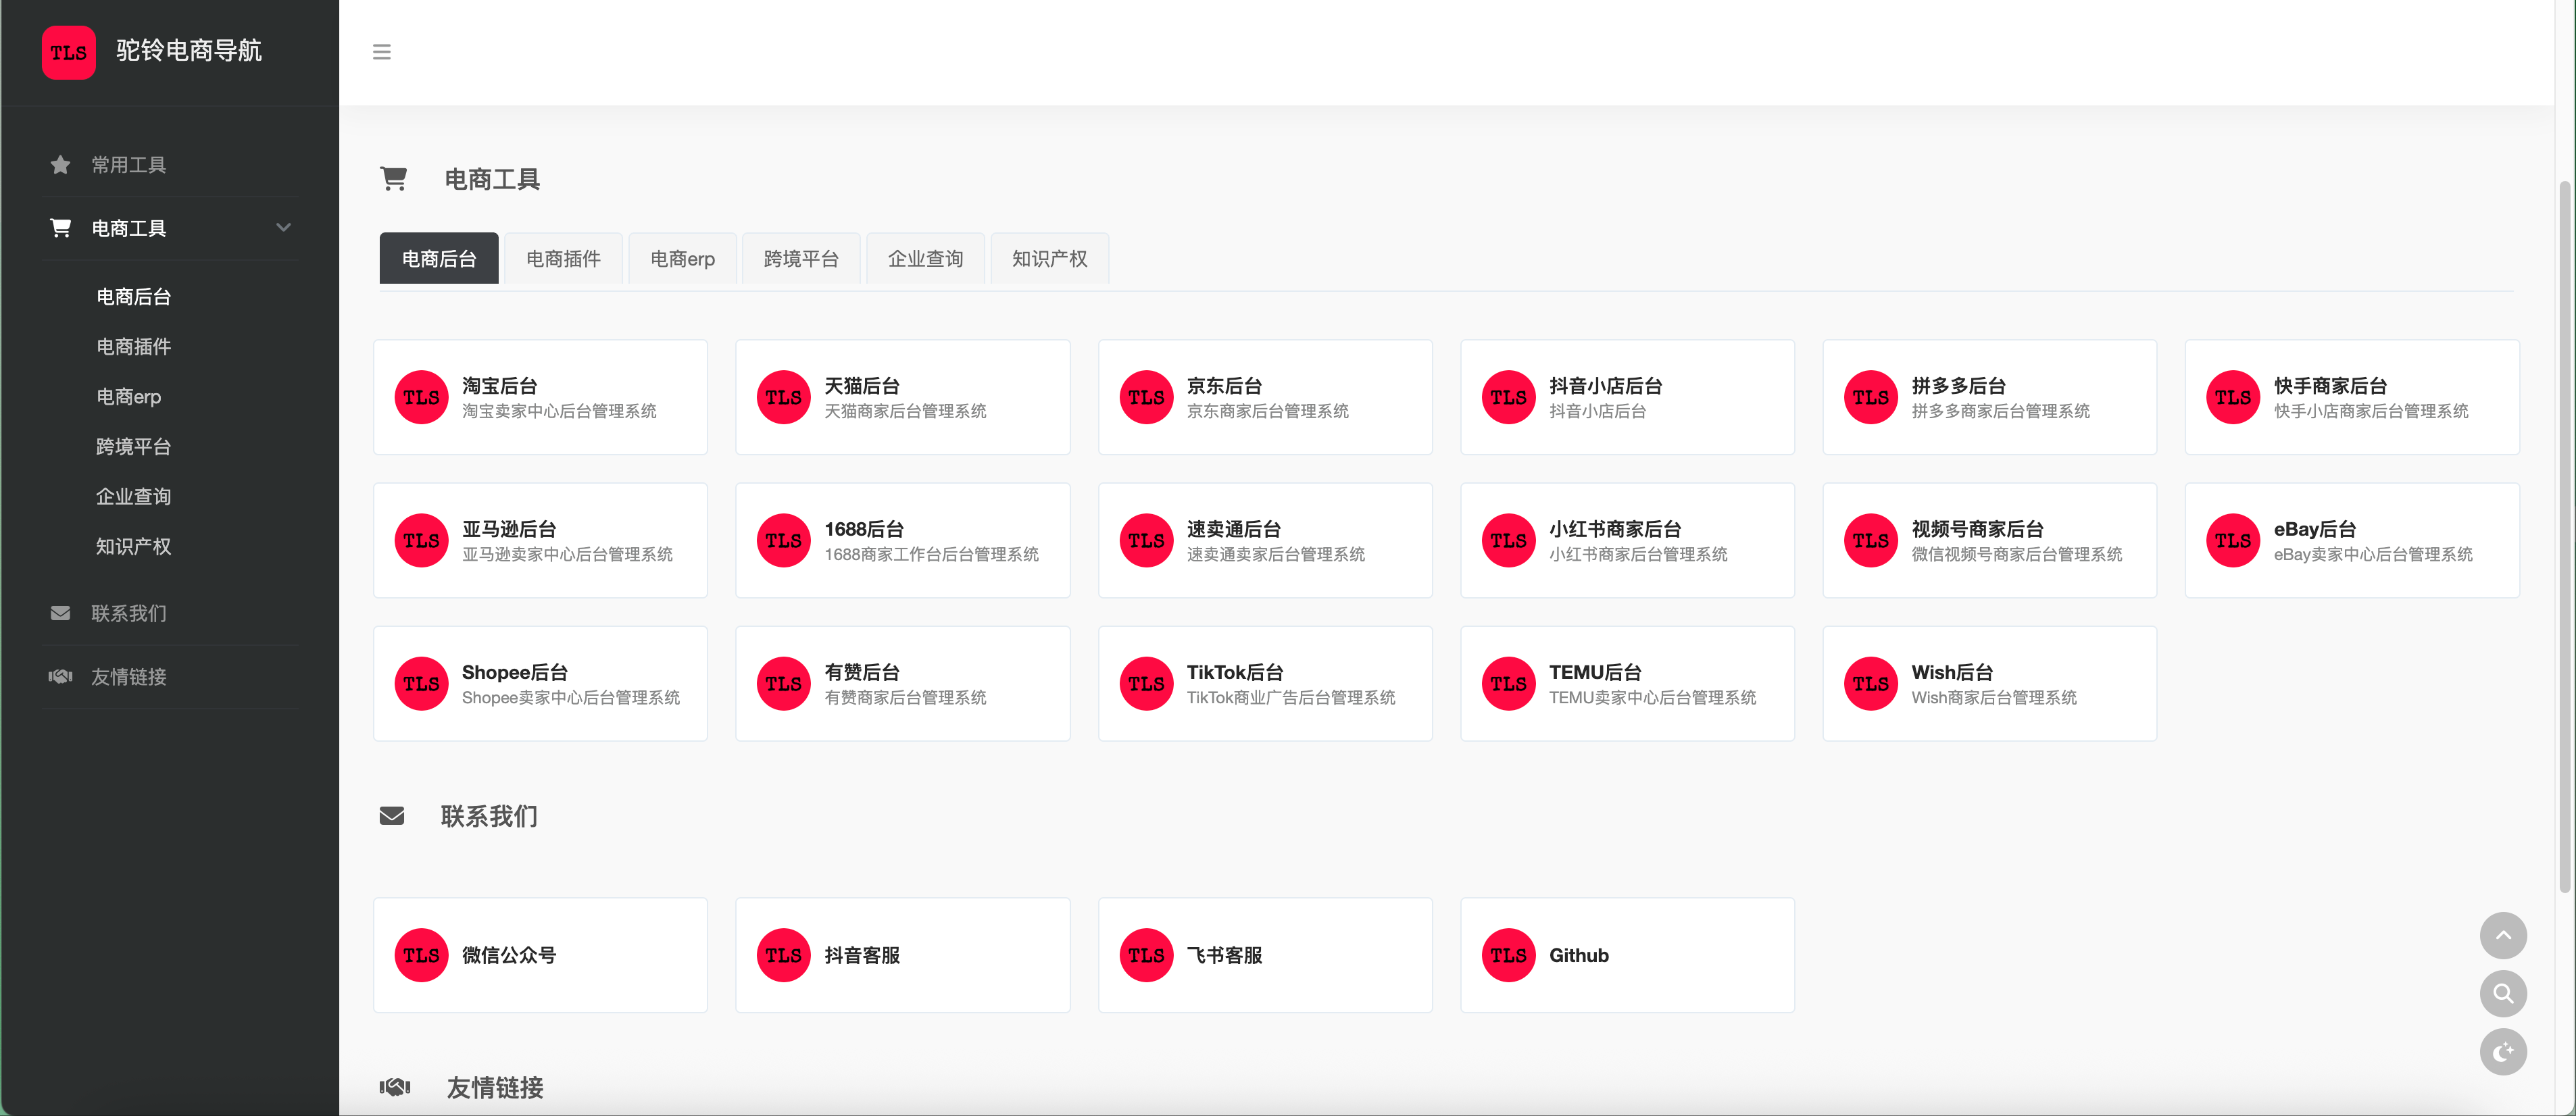 TLS 驼铃电商导航
常用工具
电商工具
电商后台
电商插件
电商erp
跨境平台
企业查询
知识产权
联系我们
友情链接
电商工具
电商后台 电商插件 电商erp 跨境平台 企业查询 知识产权
TLS 淘宝后台
淘宝卖家中心后台管理系统
TLS 天猫后台
天猫商家后台管理系统
TLS 京东后台
京东商家后台管理系统
TLS 抖音小店后台
抖音小店后台
TLS 拼多多后台
拼多多商家后台管理系统
TLS 快手商家后台
快手小店商家后台管理系统
TLS 亚马逊后台
亚马逊卖家中心后台管理系统
TLS 1688后台
1688商家工作台后台管理系统
TLS 速卖通后台
速卖通卖家后台管理系统
TLS 小红书商家后台
小红书商家后台管理系统
TLS 视频号商家后台
微信视频号商家后台管理系统
TLS eBay后台
eBay卖家中心后台管理系统
TLS Shopee后台
Shopee卖家中心后台管理系统
TLS 有赞后台
有赞商家后台管理系统
TLS TikTok后台
TikTok商业广告后台管理系统
TLS TEMU后台
TEMU卖家中心后台管理系统
TLS Wish后台
Wish商家后台管理系统
联系我们
TLS 微信公众号
TLS 抖音客服
TLS 飞书客服
TLS Github
友情链接